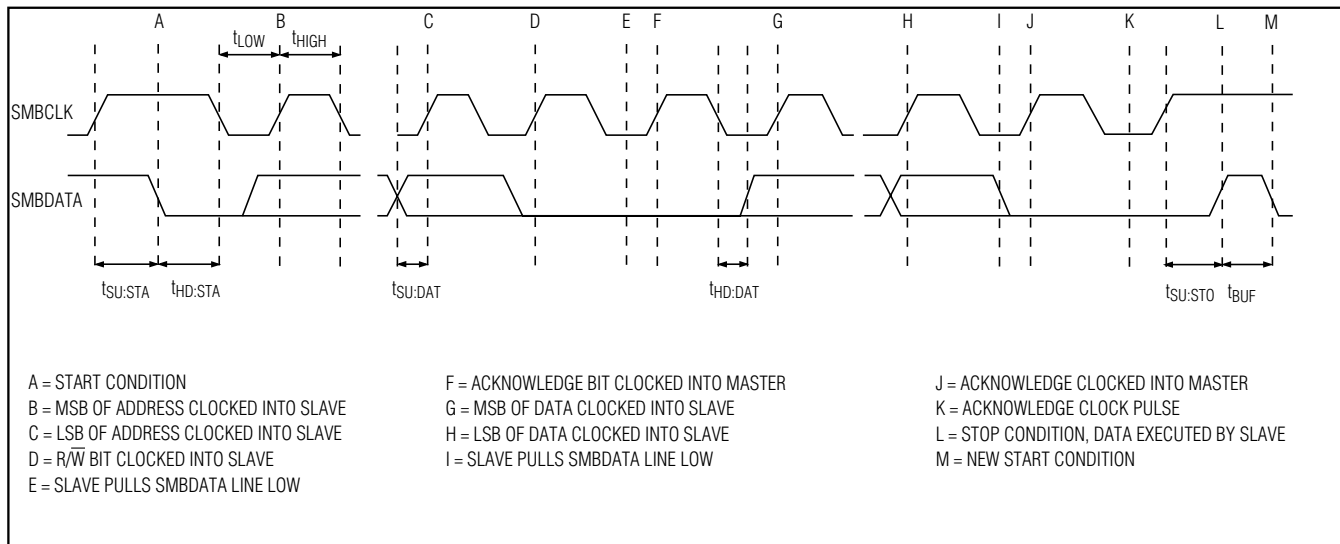 A B C D E F G H I J K L M
tLOW tHIGH
SMBCLK
SMBDATA
tSU:STA tHD:STA tSU:DAT tHD:DAT tSU:STO tBUF
A = START CONDITION
B = MSB OF ADDRESS CLOCKED INTO SLAVE
C = LSB OF ADDRESS CLOCKED INTO SLAVE
D = R/W̅ BIT CLOCKED INTO SLAVE
E = SLAVE PULLS SMBDATA LINE LOW
F = ACKNOWLEDGE BIT CLOCKED INTO MASTER
G = MSB OF DATA CLOCKED INTO SLAVE
H = LSB OF DATA CLOCKED INTO SLAVE
I = SLAVE PULLS SMBDATA LINE LOW
J = ACKNOWLEDGE CLOCKED INTO MASTER
K = ACKNOWLEDGE CLOCK PULSE
L = STOP CONDITION, DATA EXECUTED BY SLAVE
M = NEW START CONDITION